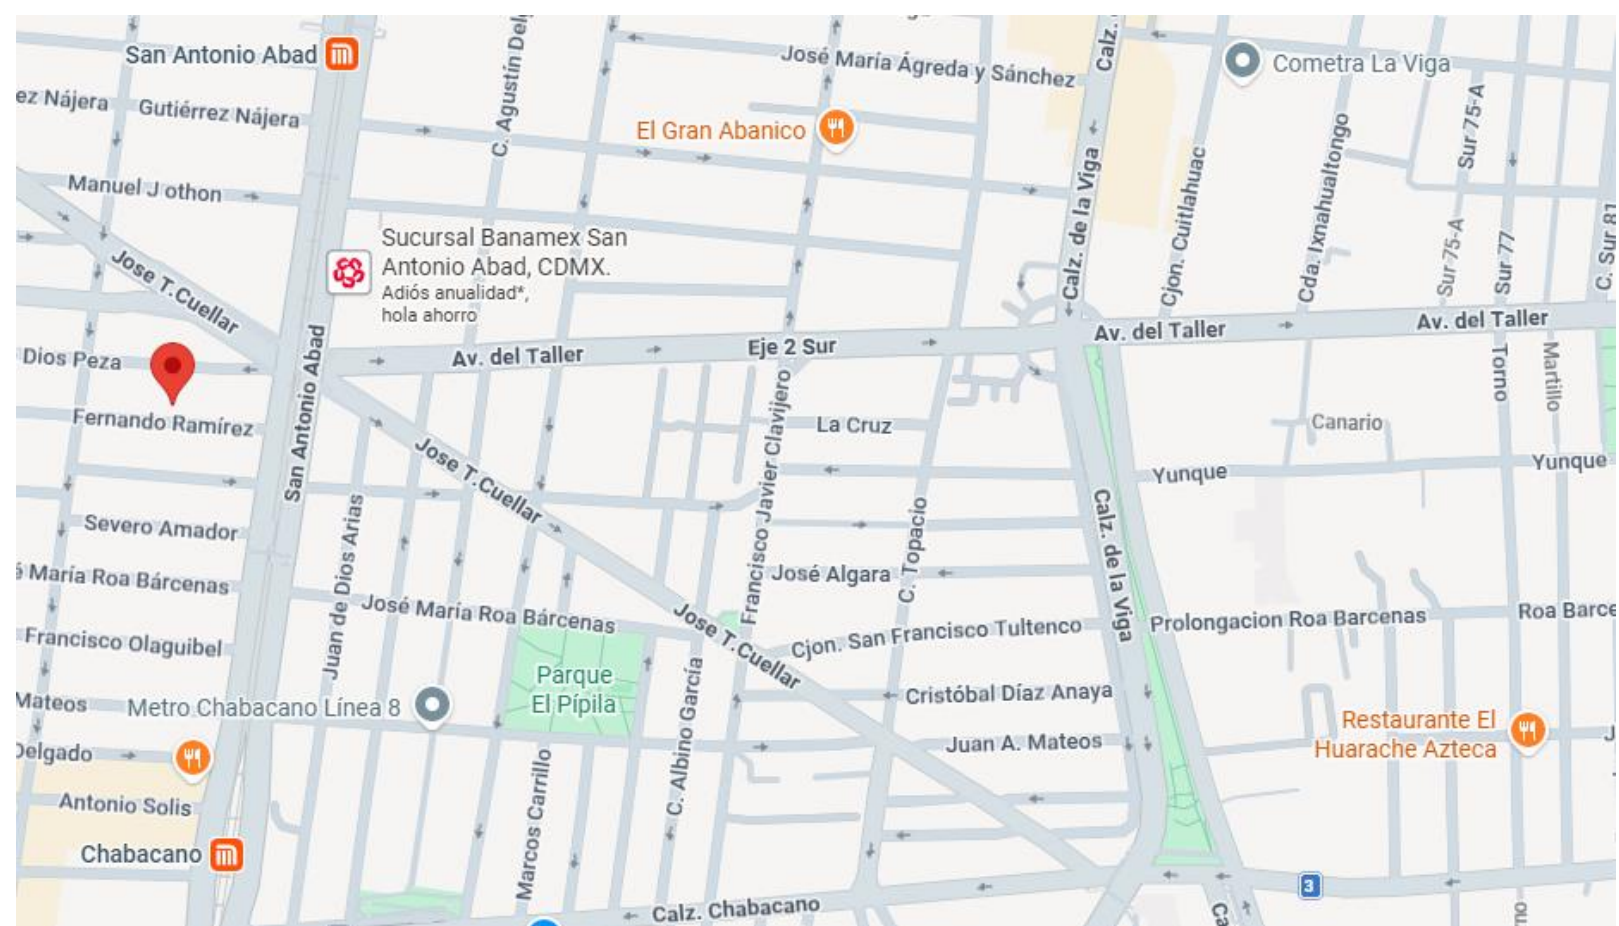 San Antonio Abad
José María Ágreda y Sánchez
Calz.
Cometra La Viga
C. Agustín Delg
ez Nájera
Gutiérrez Nájera
El Gran Abanico
Sur 75-A
Cda. Ixnahualtongo
Cjon. Cuitlahuac
Calz. de la Viga
Manuel J othon
Sucursal Banamex San
Antonio Abad, CDMX.
Adiós anualidad*,
hola ahorro
Sur 75-A
Sur 77
C. Sur 81
Jose T.Cuellar
Av. del Taller
Av. del Taller
Eje 2 Sur
Av. del Taller
Dios Peza
San Antonio Abad
Fernando Ramírez
Torno
Martillo
La Cruz
Canario
Francisco Javier Clavijero
Jose T.Cuellar
Yunque
Yunque
Severo Amador
Juan de Dios Arias
C. Topacio
Calz. de la Viga
José Algara
é María Roa Bárcenas
José María Roa Bárcenas
Jose T.Cuellar
Cjon. San Francisco Tultenco
Prolongacion Roa Barcenas
Roa Barce
Francisco Olaguibel
Parque
El Pípila
C. Albino García
Cristóbal Díaz Anaya
Mateos
Metro Chabacano Línea 8
Juan A. Mateos
Restaurante El
Huarache Azteca
J
Delgado
Marcos Carrillo
Antonio Solis
Chabacano
3
Calz. Chabacano
Ca